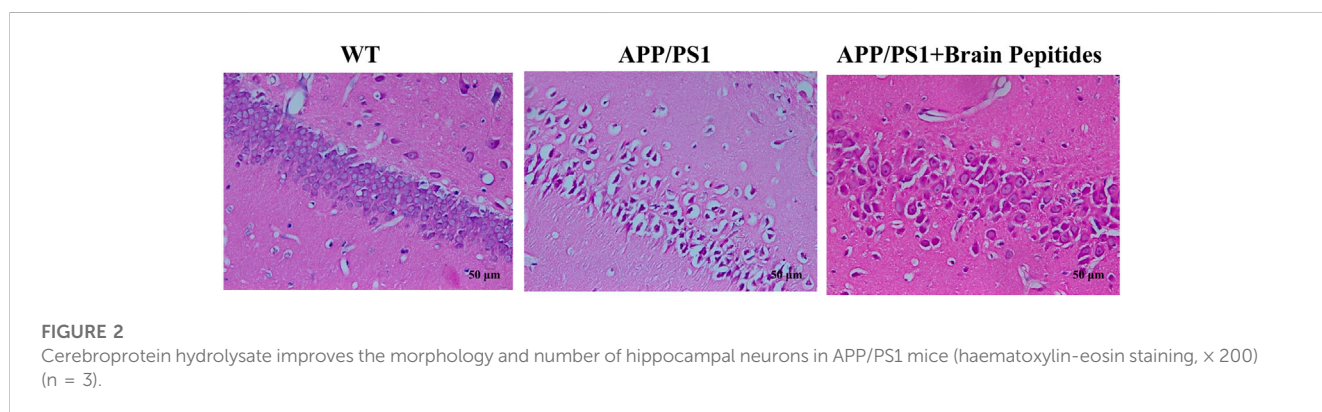 WT
APP/PS1
APP/PS1+Brain Pepitides
50 μm
50 μm
50 μm
FIGURE 2
Cerebroprotein hydrolysate improves the morphology and number of hippocampal neurons in APP/PS1 mice (haematoxylin-eosin staining, × 200)
(n = 3).